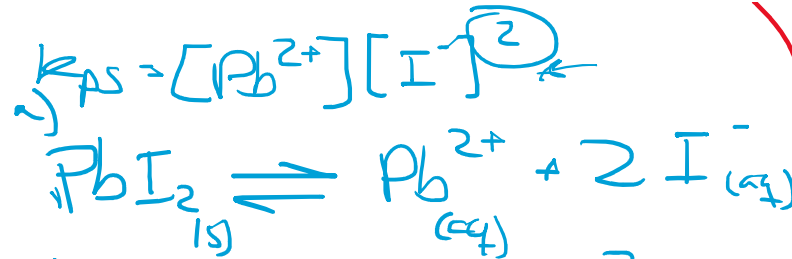 Kps = [Pb²⁺][I⁻]²
a)
PbI₂(s) ⇌ Pb²⁺(aq) + 2 I⁻(aq)